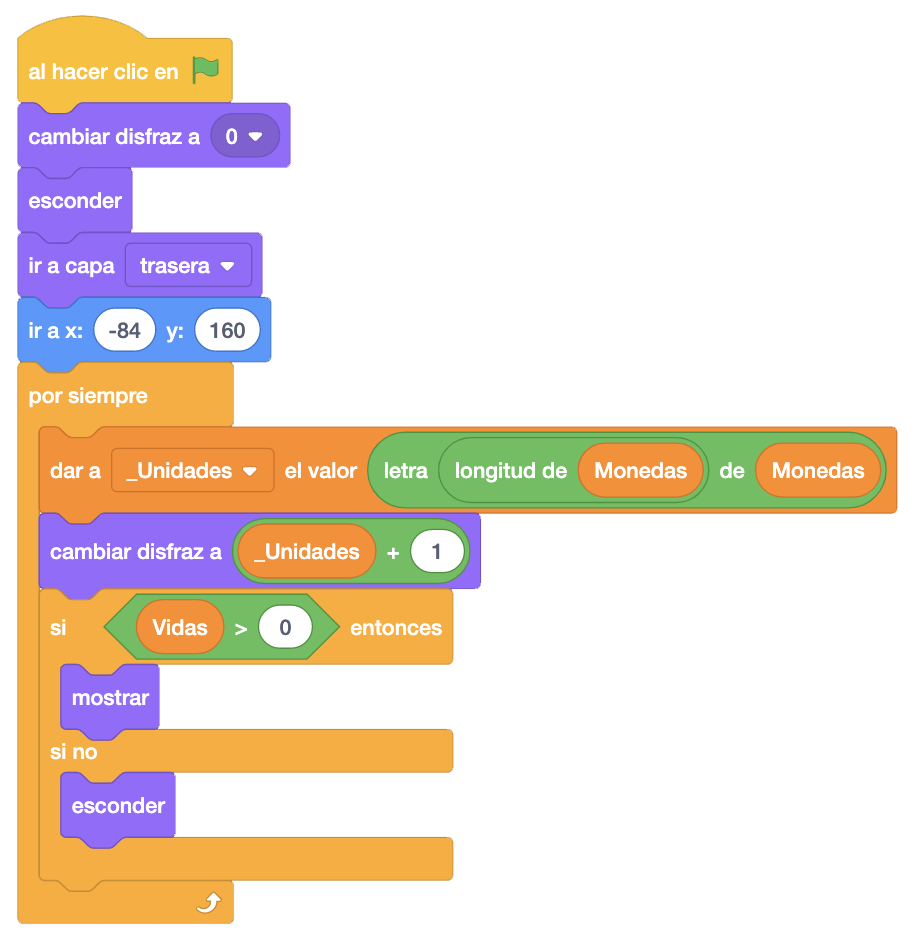 al hacer clic en
cambiar disfraz a 0
esconder
ir a capa trasera
ir a x: -84 y: 160
por siempre
dar a _Unidades el valor letra longitud de Monedas de Monedas
cambiar disfraz a _Unidades + 1
si Vidas > 0 entonces
mostrar
si no
esconder